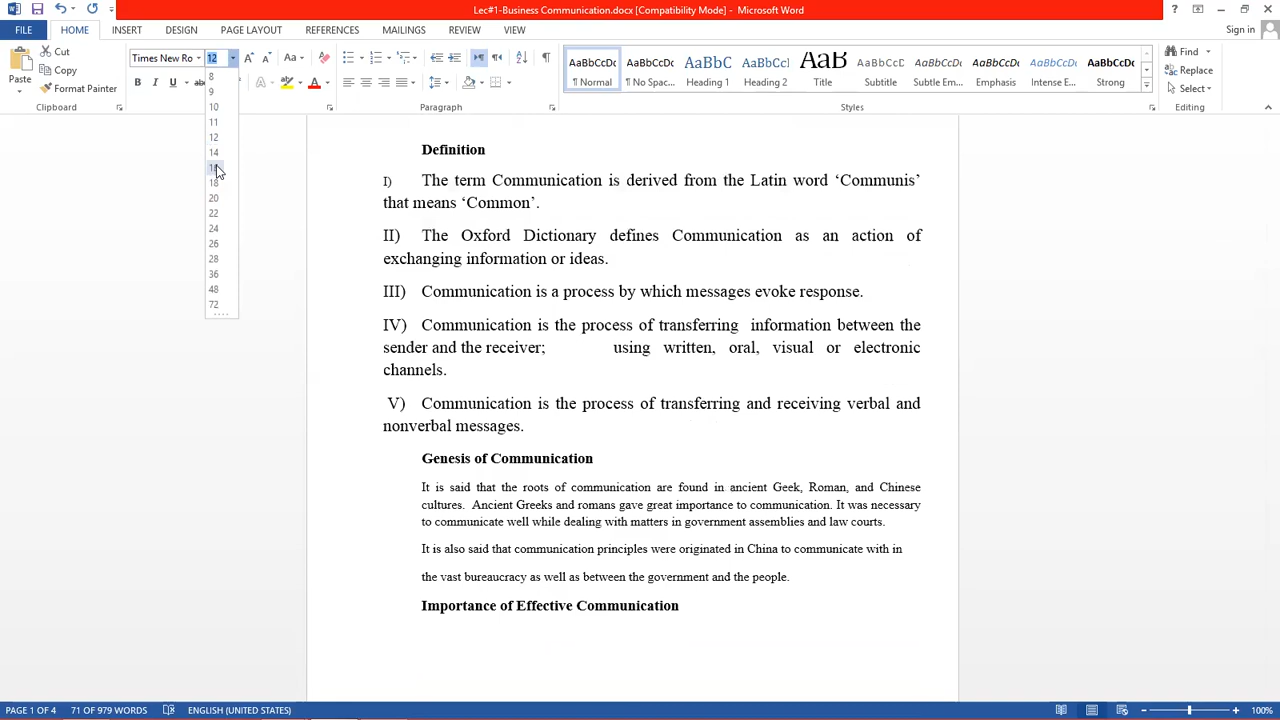 Lec#1-Business Communication.docx [Compatibility Mode] - Microsoft Word
Sign in
FILE HOME INSERT DESIGN PAGE LAYOUT REFERENCES MAILINGS REVIEW VIEW
Paste
Cut
Copy
Format Painter
Clipboard
Times New Ro 12
Aa
B I U abc A A
8
9
10
11
12
14
18
20
22
24
26
28
36
48
72
Paragraph
AaBbCcDc AaBbCcDc AaBbC AaBbCc AaB AaBbCcD AaBbCcDt AaBbCcDt AaBbCcDc
¶ Normal ¶ No Spac... Heading 1 Heading 2 Title Subtitle Subtle Em... Emphasis Intense E... Strong
Styles
Find
Replace
Select
Editing
Definition
I) The term Communication is derived from the Latin word ‘Communis’
that means ‘Common’.
II) The Oxford Dictionary defines Communication as an action of
exchanging information or ideas.
III) Communication is a process by which messages evoke response.
IV) Communication is the process of transferring information between the
sender and the receiver; using written, oral, visual or electronic
channels.
V) Communication is the process of transferring and receiving verbal and
nonverbal messages.
Genesis of Communication
It is said that the roots of communication are found in ancient Geek, Roman, and Chinese
cultures. Ancient Greeks and romans gave great importance to communication. It was necessary
to communicate well while dealing with matters in government assemblies and law courts.
It is also said that communication principles were originated in China to communicate with in
the vast bureaucracy as well as between the government and the people.
Importance of Effective Communication
PAGE 1 OF 4 71 OF 979 WORDS ENGLISH (UNITED STATES) 100%